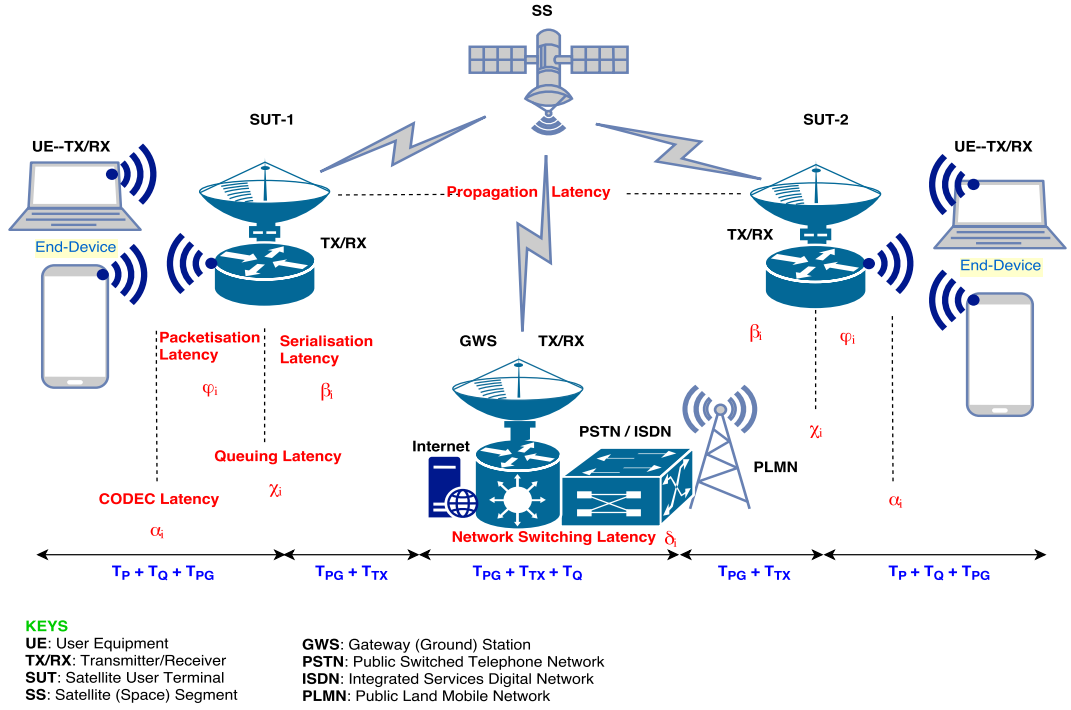 SS
SUT-1
SUT-2
UE--TX/RX
UE--TX/RX
Propagation Latency
TX/RX
TX/RX
End-Device
End-Device
Packetisation
Latency
Serialisation
Latency
GWS
TX/RX
βi
φi
φi
βi
Internet
PSTN / ISDN
χi
Queuing Latency
PLMN
χi
CODEC Latency
αi
αi
Network Switching Latency δi
TP + TQ + TPG
TPG + TTX
TPG + TTX + TQ
TPG + TTX
TP + TQ + TPG
KEYS
UE: User Equipment
TX/RX: Transmitter/Receiver
SUT: Satellite User Terminal
SS: Satellite (Space) Segment
GWS: Gateway (Ground) Station
PSTN: Public Switched Telephone Network
ISDN: Integrated Services Digital Network
PLMN: Public Land Mobile Network